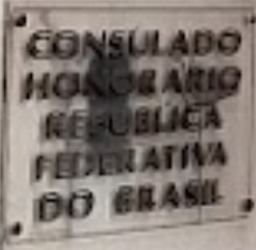 CONSULADO
HONORARIO
REPUBLICA
FEDERATIVA
DO BRASIL